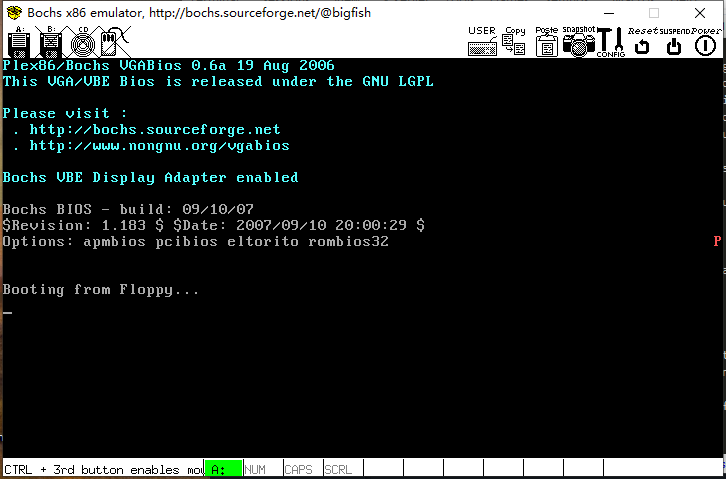 Bochs x86 emulator, http://bochs.sourceforge.net/@bigfish
A: B: CD USER Copy Paste snapshot CONFIG Reset SUSPEND Power
Plex86/Bochs VGABios 0.6a 19 Aug 2006
This VGA/VBE Bios is released under the GNU LGPL
Please visit :
. http://bochs.sourceforge.net
. http://www.nongnu.org/vgabios
Bochs VBE Display Adapter enabled
Bochs BIOS - build: 09/10/07
$Revision: 1.183 $ $Date: 2007/09/10 20:00:29 $
Options: apmbios pcibios eltorito rombios32 P
Booting from Floppy...
CTRL + 3rd button enables mou A: NUM CAPS SCRL